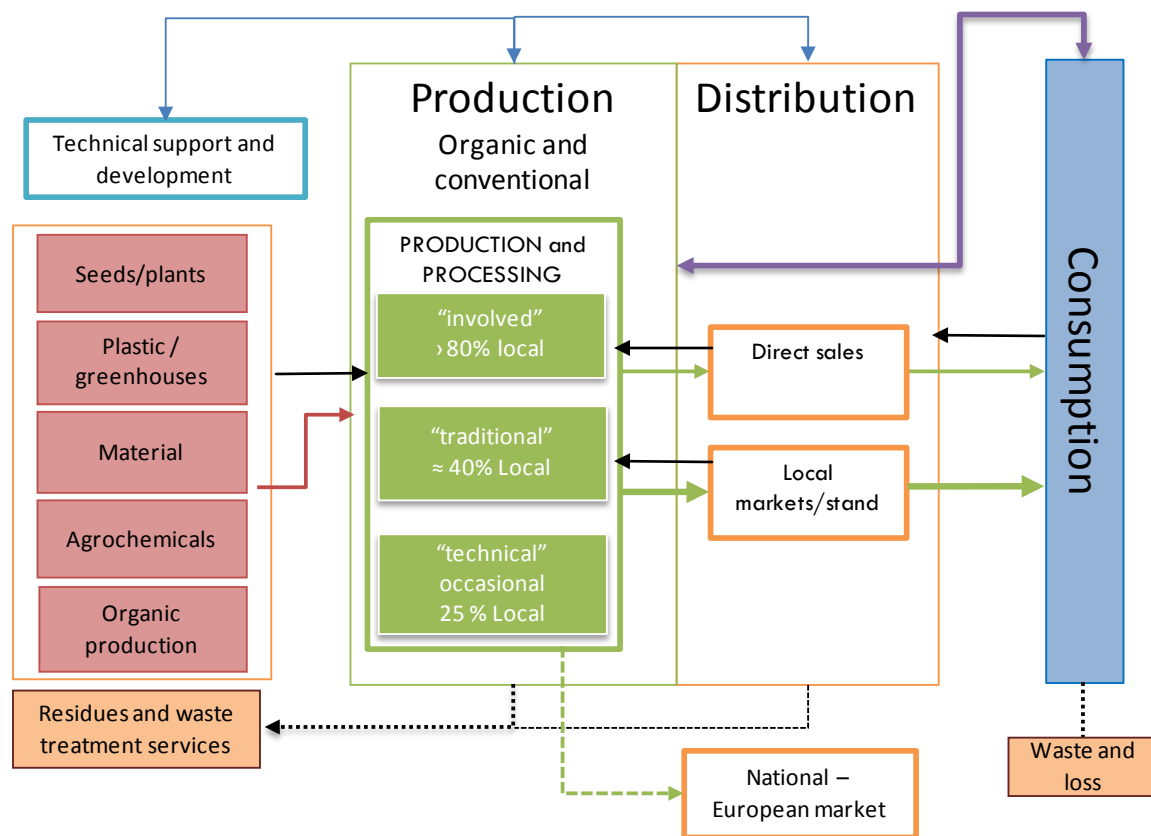 Production
Organic and
conventional
Distribution
Technical support and
development
Seeds/plants
Plastic /
greenhouses
Material
Agrochemicals
Organic
production
PRODUCTION and
PROCESSING
“involved”
›80% local
“traditional”
≈ 40% Local
“technical”
occasional
25 % Local
Direct sales
Local
markets/stand
Consumption
Residues and waste
treatment services
National –
European market
Waste and
loss